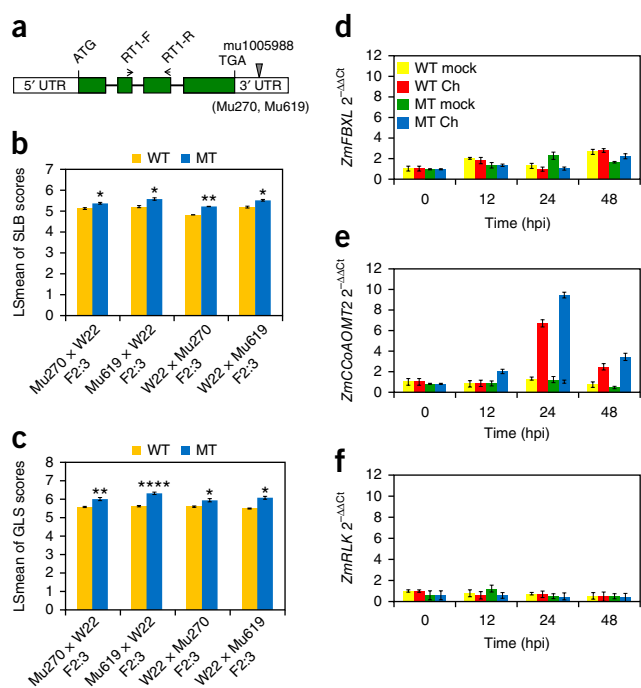 a
ATG
RT1-F
RT1-R
TGA
mu1005988
5′ UTR
3′ UTR
(Mu270, Mu619)
b
WT
MT
LSmean of SLB scores
7
6
5
4
3
2
1
0
*
*
**
*
Mu270 × W22
F2:3
Mu619 × W22
F2:3
W22 × Mu270
F2:3
W22 × Mu619
F2:3
c
WT
MT
LSmean of GLS scores
8
7
6
5
4
3
2
1
0
**
****
*
*
Mu270 × W22
F2:3
Mu619 × W22
F2:3
W22 × Mu270
F2:3
W22 × Mu619
F2:3
d
ZmFBXL 2−ΔΔCt
12
10
8
6
4
2
0
WT mock
WT Ch
MT mock
MT Ch
0 12 24 48
Time (hpi)
e
ZmCCoAOMT2 2−ΔΔCt
12
10
8
6
4
2
0
0 12 24 48
Time (hpi)
f
ZmRLK 2−ΔΔCt
12
10
8
6
4
2
0
0 12 24 48
Time (hpi)